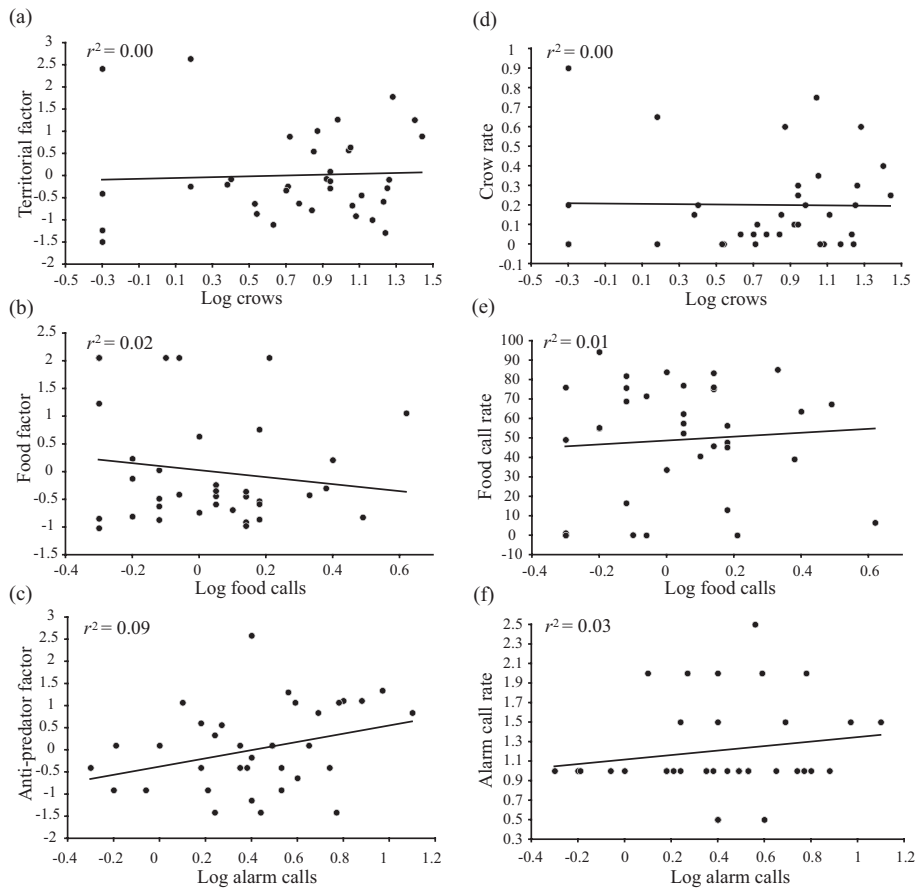 (a)
r² = 0.00
Territorial factor
3
2.5
2
1.5
1
0.5
0
-0.5
-1
-1.5
-2
-0.5 -0.3 -0.1 0.1 0.3 0.5 0.7 0.9 1.1 1.3 1.5
Log crows
(d)
r² = 0.00
Crow rate
1
0.9
0.8
0.7
0.6
0.5
0.4
0.3
0.2
0.1
0
-0.1
-0.5 -0.3 -0.1 0.1 0.3 0.5 0.7 0.9 1.1 1.3 1.5
Log crows
(b)
r² = 0.02
Food factor
2.5
2
1.5
1
0.5
0
-0.5
-1
-1.5
-0.4 -0.2 0 0.2 0.4 0.6
Log food calls
(e)
r² = 0.01
Food call rate
100
90
80
70
60
50
40
30
20
10
0
-10
-0.4 -0.2 0 0.2 0.4 0.6
Log food calls
(c)
r² = 0.09
Anti-predator factor
3
2.5
2
1.5
1
0.5
0
-0.5
-1
-1.5
-2
-0.4 -0.2 0 0.2 0.4 0.6 0.8 1 1.2
Log alarm calls
(f)
r² = 0.03
Alarm call rate
2.5
2.3
2.1
1.9
1.7
1.5
1.3
1.1
0.9
0.7
0.5
0.3
-0.4 -0.2 0 0.2 0.4 0.6 0.8 1 1.2
Log alarm calls